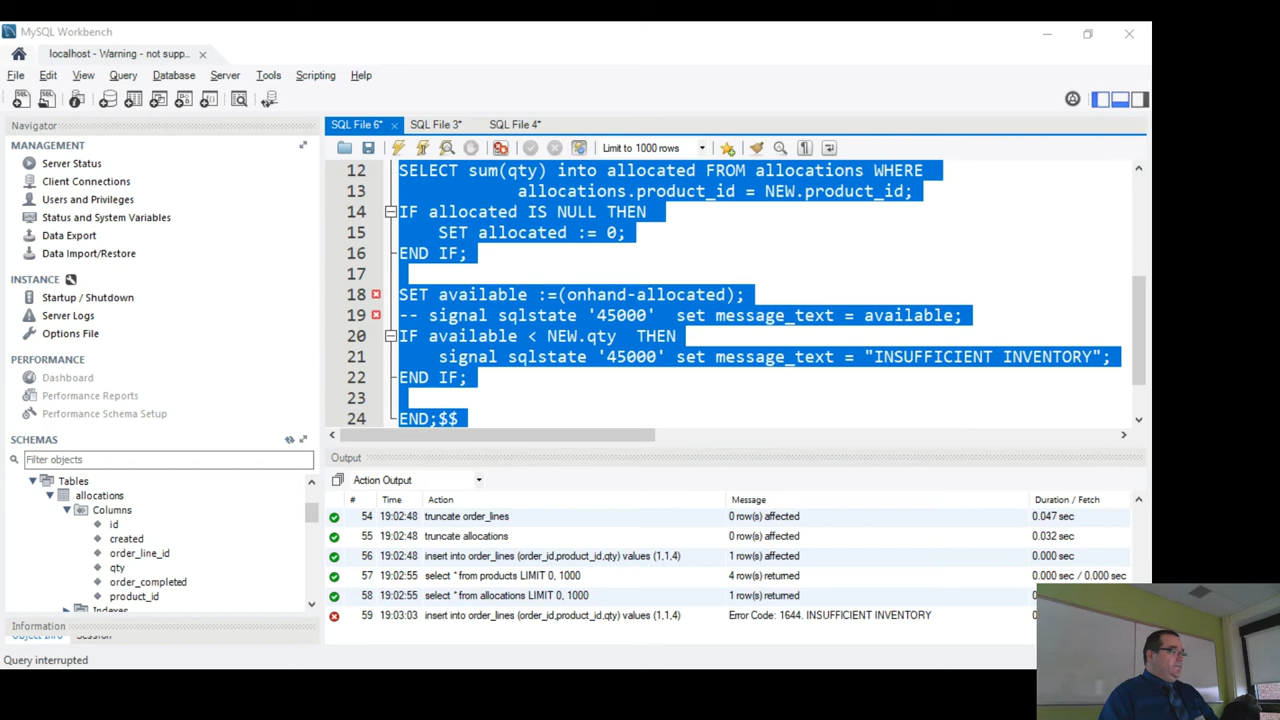 MySQL Workbench
localhost - Warning - not supp...
File Edit View Query Database Server Tools Scripting Help
Navigator
SQL File 6* SQL File 3* SQL File 4*
MANAGEMENT
Server Status
Client Connections
Users and Privileges
Status and System Variables
Data Export
Data Import/Restore
INSTANCE
Startup / Shutdown
Server Logs
Options File
Performance
Dashboard
Performance Reports
Performance Schema Setup
SCHEMAS
Filter objects
Tables
allocations
Columns
id
created
order_line_id
qty
order_completed
product_id
Indexes
Information
Object Info Session
Query interrupted
Limit to 1000 rows
12 SELECT sum(qty) into allocated FROM allocations WHERE
13 allocations.product_id = NEW.product_id;
14 IF allocated IS NULL THEN
15 SET allocated := 0;
16 END IF;
17
18 SET available :=(onhand-allocated);
19 -- signal sqlstate '45000' set message_text = available;
20 IF available < NEW.qty THEN
21 signal sqlstate '45000' set message_text = "INSUFFICIENT INVENTORY";
22 END IF;
23
24 END;$$
Output
Action Output
# Time Action Message Duration / Fetch
54 19:02:48 truncate order_lines 0 row(s) affected 0.047 sec
55 19:02:48 truncate allocations 0 row(s) affected 0.032 sec
56 19:02:48 insert into order_lines (order_id,product_id,qty) values (1,1,4) 1 row(s) affected 0.000 sec
57 19:02:55 select * from products LIMIT 0, 1000 4 row(s) returned 0.000 sec / 0.000 sec
58 19:02:55 select * from allocations LIMIT 0, 1000 1 row(s) returned
59 19:03:03 insert into order_lines (order_id,product_id,qty) values (1,1,4) Error Code: 1644. INSUFFICIENT INVENTORY